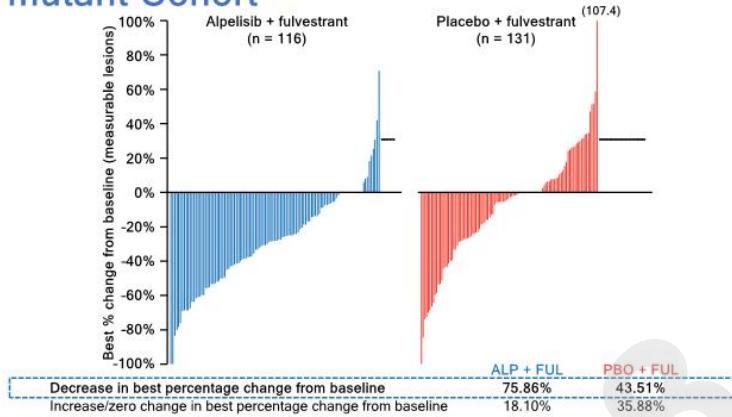 mutant Cohort
(107.4)
Alpelisib + fulvestrant
(n = 116)
Placebo + fulvestrant
(n = 131)
Best % change from baseline (measurable lesions)
100%
80%
60%
40%
20%
0%
-20%
-40%
-60%
-80%
-100%
ALP + FUL PBO + FUL
Decrease in best percentage change from baseline 75.86% 43.51%
Increase/zero change in best percentage change from baseline 18.10% 35.88%